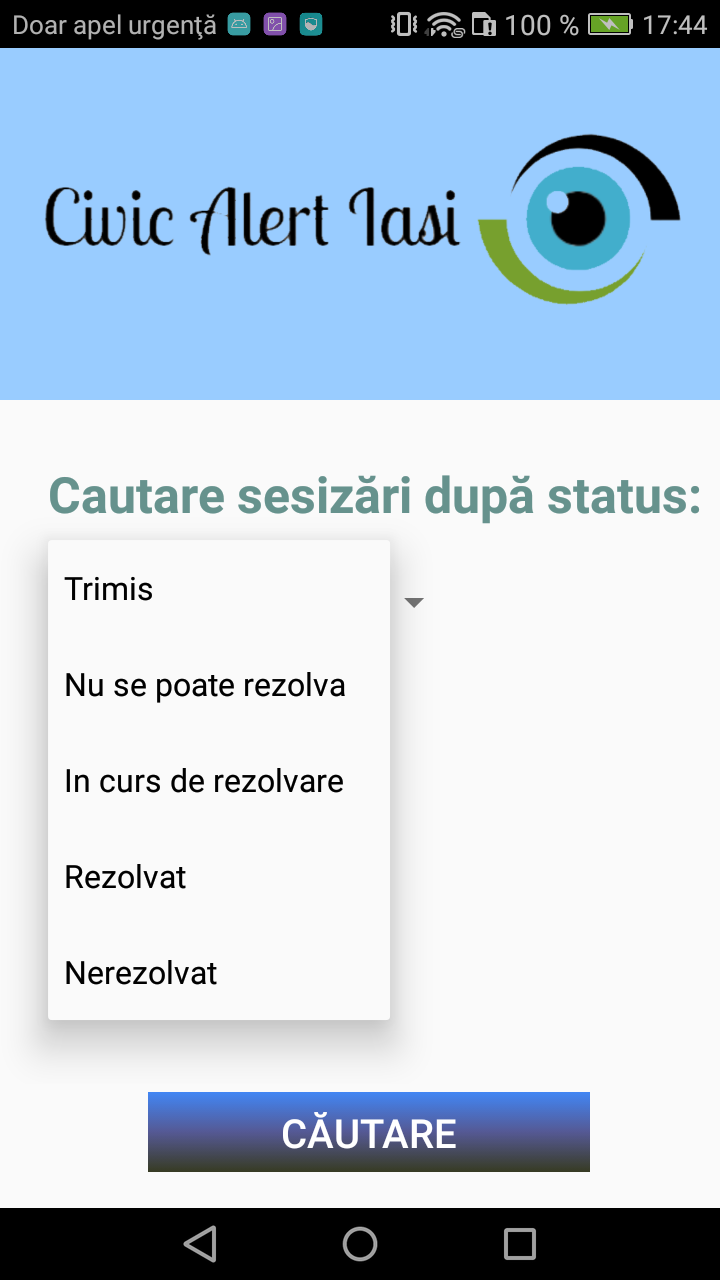 Doar apel urgenţă 100 % 17:44
Civic Alert Iasi
Cautare sesizări după status:
Trimis
Nu se poate rezolva
In curs de rezolvare
Rezolvat
Nerezolvat
CĂUTARE